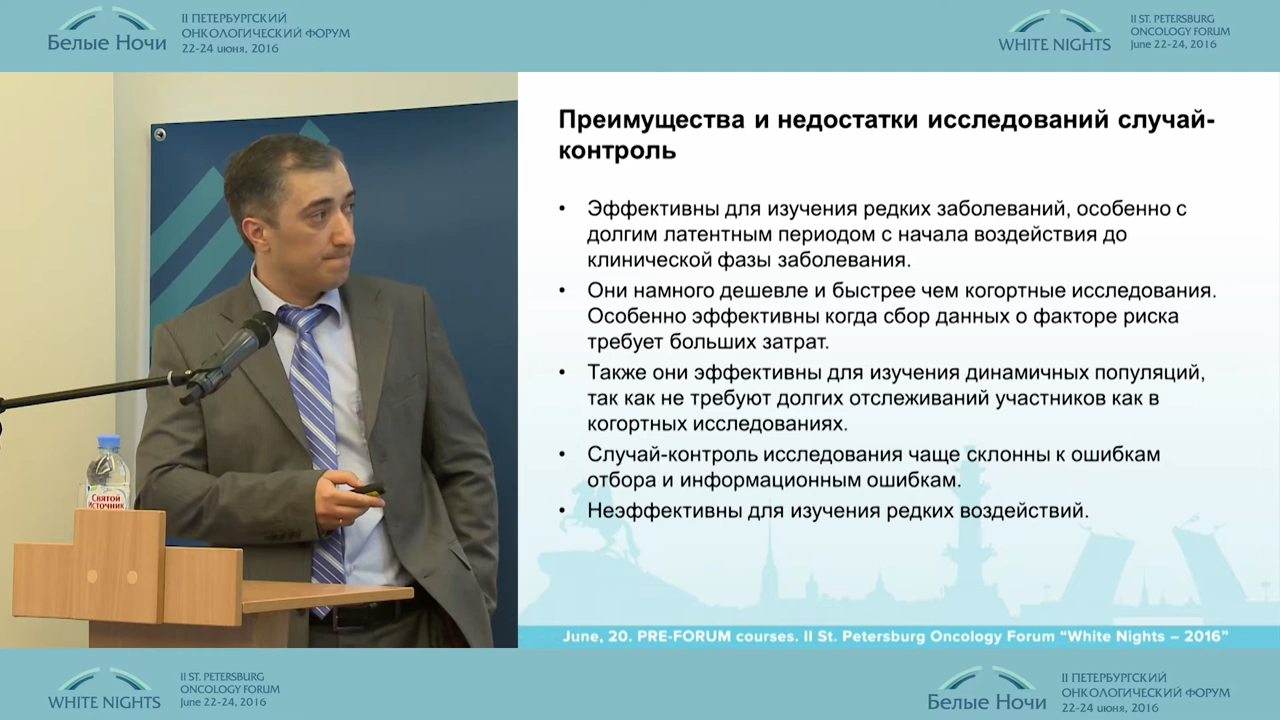 Белые Ночи
II ПЕТЕРБУРГСКИЙ
ОНКОЛОГИЧЕСКИЙ ФОРУМ
22-24 июня, 2016
WHITE NIGHTS
II ST. PETERSBURG
ONCOLOGY FORUM
June 22-24, 2016
Преимущества и недостатки исследований случай-
контроль
• Эффективны для изучения редких заболеваний, особенно с
долгим латентным периодом с начала воздействия до
клинической фазы заболевания.
• Они намного дешевле и быстрее чем когортные исследования.
Особенно эффективны когда сбор данных о факторе риска
требует больших затрат.
• Также они эффективны для изучения динамичных популяций,
так как не требуют долгих отслеживаний участников как в
когортных исследованиях.
• Случай-контроль исследования чаще склонны к ошибкам
отбора и информационным ошибкам.
• Неэффективны для изучения редких воздействий.
Святой
Источник
June, 20. PRE-FORUM courses. II St. Petersburg Oncology Forum “White Nights – 2016”
WHITE NIGHTS
II ST. PETERSBURG
ONCOLOGY FORUM
June 22-24, 2016
Белые Ночи
II ПЕТЕРБУРГСКИЙ
ОНКОЛОГИЧЕСКИЙ ФОРУМ
22-24 июня, 2016